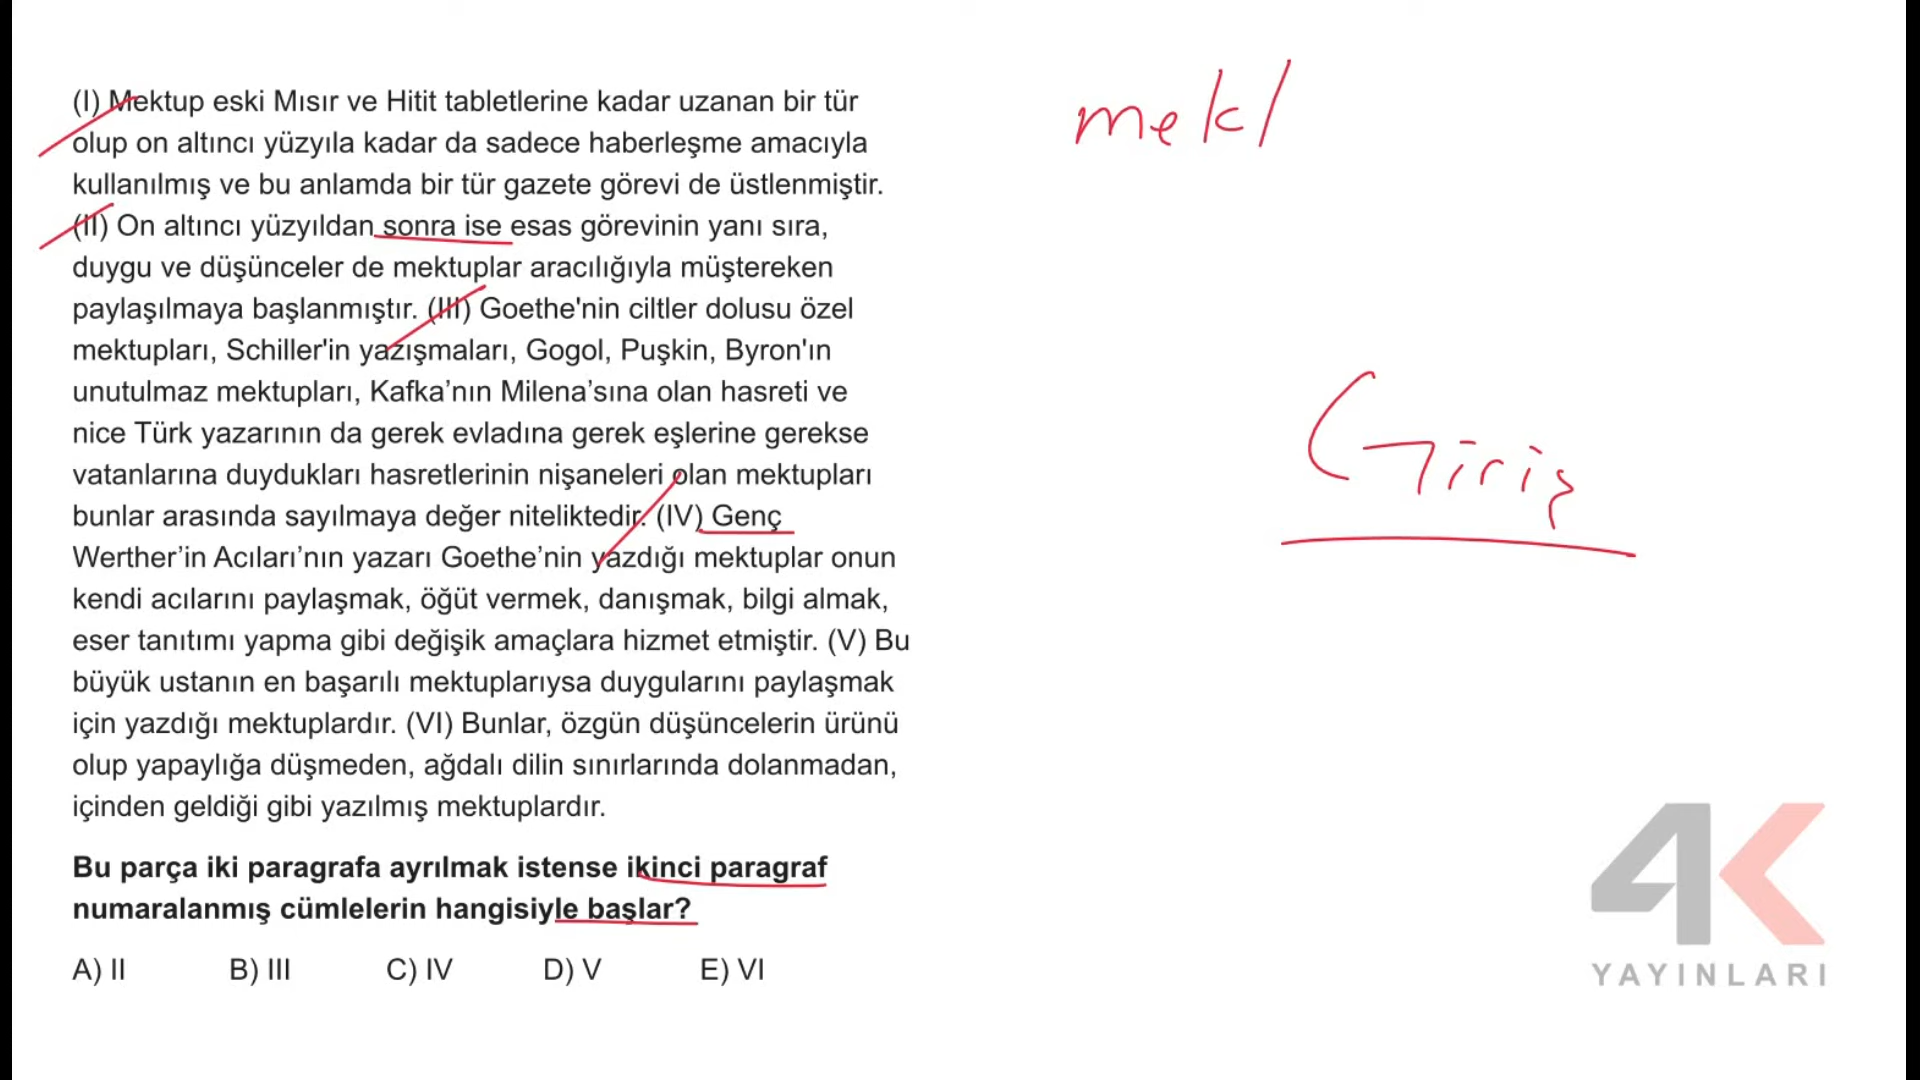 (I) Mektup eski Mısır ve Hitit tabletlerine kadar uzanan bir tür
olup on altıncı yüzyıla kadar da sadece haberleşme amacıyla
kullanılmış ve bu anlamda bir tür gazete görevi de üstlenmiştir.
(II) On altıncı yüzyıldan sonra ise esas görevinin yanı sıra,
duygu ve düşünceler de mektuplar aracılığıyla müştereken
paylaşılmaya başlanmıştır. (III) Goethe'nin ciltler dolusu özel
mektupları, Schiller'in yazışmaları, Gogol, Puşkin, Byron'ın
unutulmaz mektupları, Kafka’nın Milena’sına olan hasreti ve
nice Türk yazarının da gerek evladına gerek eşlerine gerekse
vatanlarına duydukları hasretlerinin nişaneleri olan mektupları
bunlar arasında sayılmaya değer niteliktedir. (IV) Genç
Werther’in Acıları’nın yazarı Goethe’nin yazdığı mektuplar onun
kendi acılarını paylaşmak, öğüt vermek, danışmak, bilgi almak,
eser tanıtımı yapma gibi değişik amaçlara hizmet etmiştir. (V) Bu
büyük ustanın en başarılı mektuplarıysa duygularını paylaşmak
için yazdığı mektuplardır. (VI) Bunlar, özgün düşüncelerin ürünü
olup yapaylığa düşmeden, ağdalı dilin sınırlarında dolanmadan,
içinden geldiği gibi yazılmış mektuplardır.
Bu parça iki paragrafa ayrılmak istense ikinci paragraf
numaralanmış cümlelerin hangisiyle başlar?
A) II B) III C) IV D) V E) VI
Giriş
4K
YAYINLARI